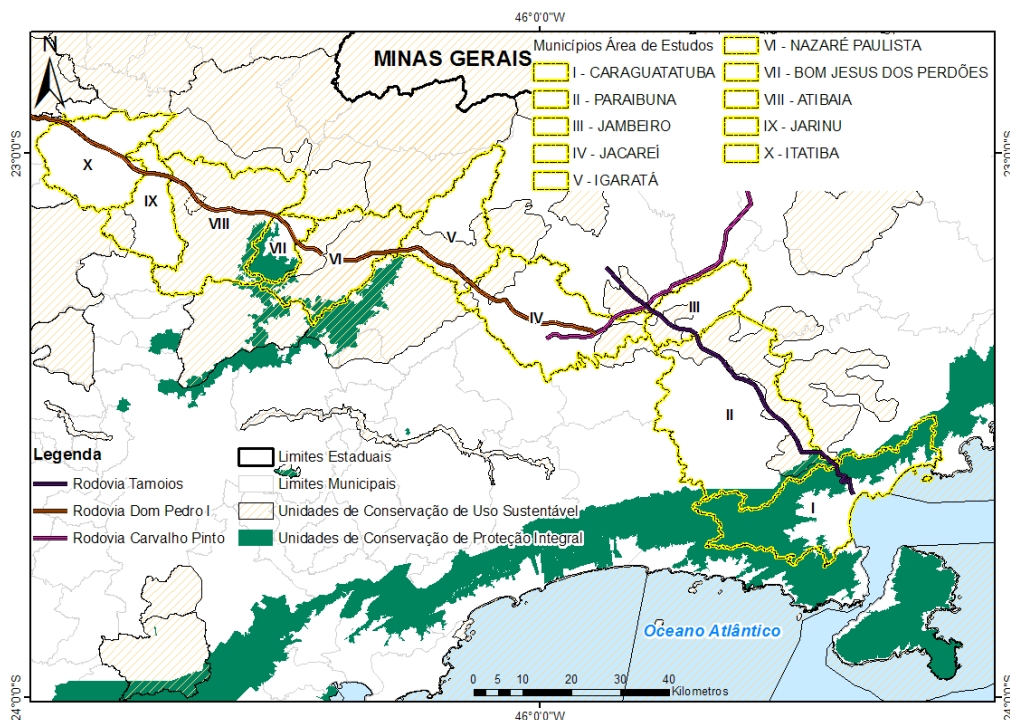 46°0'0"W
N
MINAS GERAIS
Municípios Área de Estudos
I - CARAGUATATUBA
II - PARAIBUNA
III - JAMBEIRO
IV - JACAREÍ
V - IGARATÁ
VI - NAZARÉ PAULISTA
VII - BOM JESUS DOS PERDÕES
VIII - ATIBAIA
IX - JARINU
X - ITATIBA
23°0'0"S
23°0'0"S
X
IX
VIII
VII
VI
V
IV
III
II
I
Legenda
Rodovia Tamoios
Rodovia Dom Pedro I
Rodovia Carvalho Pinto
Limites Estaduais
Limites Municipais
Unidades de Conservação de Uso Sustentável
Unidades de Conservação de Proteção Integral
Oceano Atlântico
0 5 10 20 30 40
Kilometros
24°0'0"S
24°0'0"S
46°0'0"W